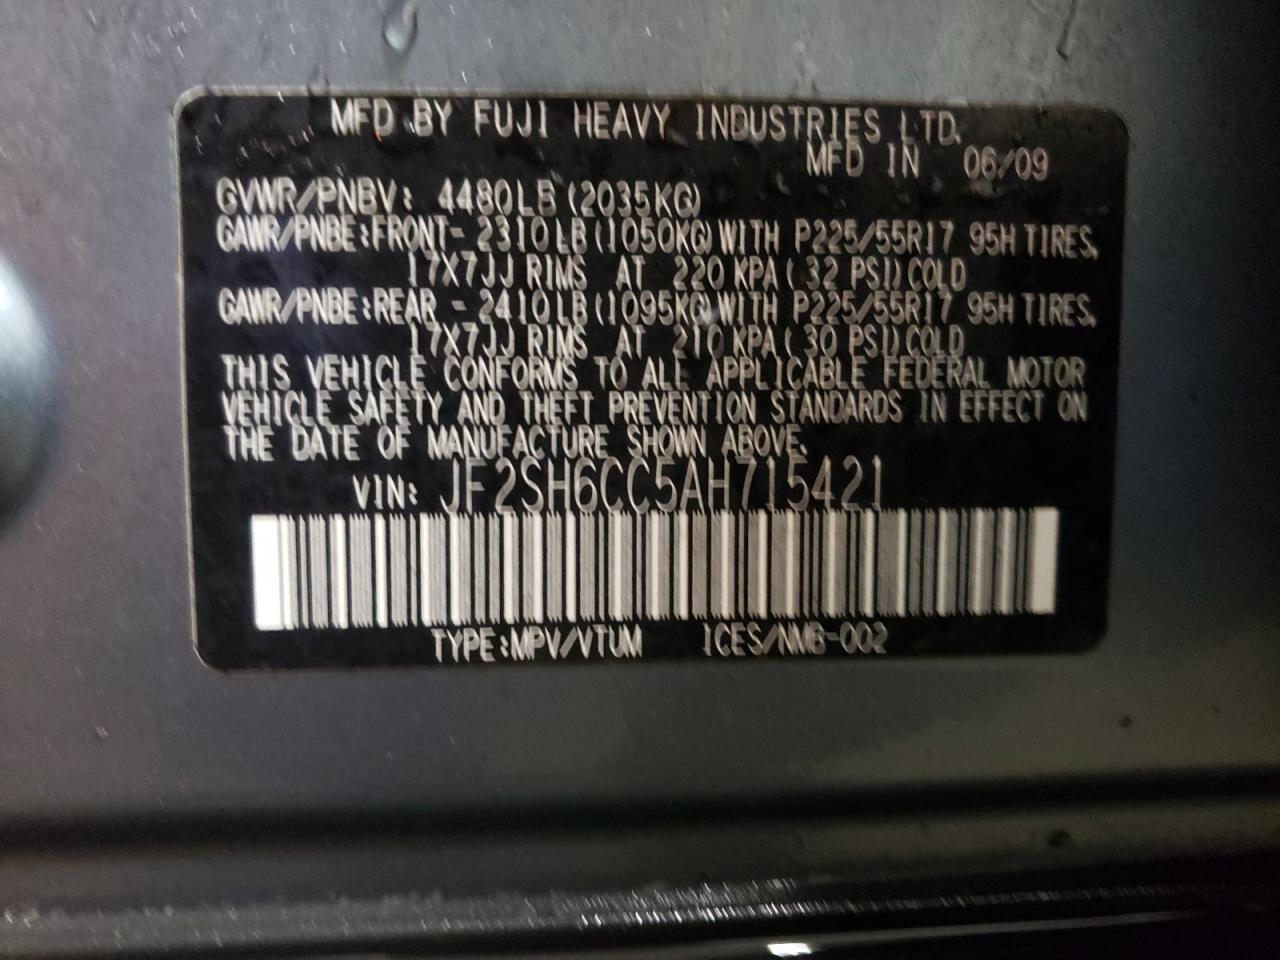 MFD BY FUJI HEAVY INDUSTRIES LTD.
MFD IN 06/09
GVWR/PNBV: 4480LB (2035KG)
GAWR/PNBE:FRONT- 2310LB(1050KG)WITH P225/55R17 95H TIRES,
17X7JJ RIMS AT 220 KPA( 32 PSI)COLD
GAWR/PNBE:REAR - 2410LB(1095KG)WITH P225/55R17 95H TIRES,
17X7JJ RIMS AT 210 KPA( 30 PSI)COLD
THIS VEHICLE CONFORMS TO ALL APPLICABLE FEDERAL MOTOR
VEHICLE SAFETY AND THEFT PREVENTION STANDARDS IN EFFECT ON
THE DATE OF MANUFACTURE SHOWN ABOVE.
VIN: JF2SH6CC5AH715421
TYPE:MPV/VTUM ICES/NMB-002